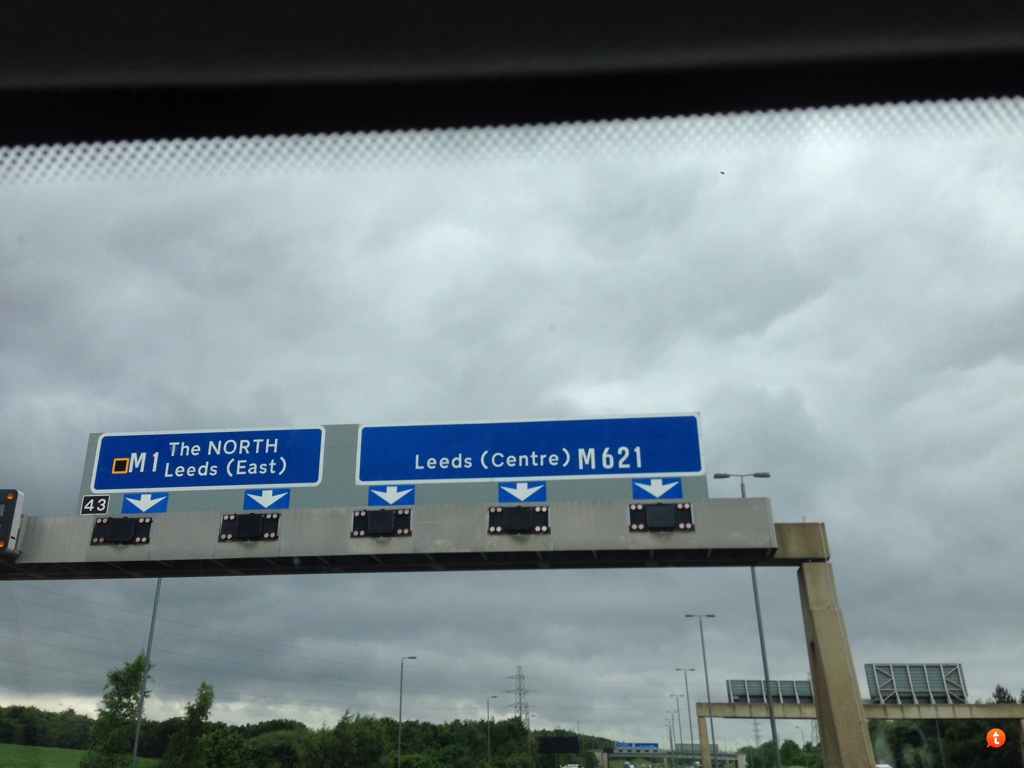 The NORTH
M1 Leeds (East)
Leeds (Centre) M621
43
t